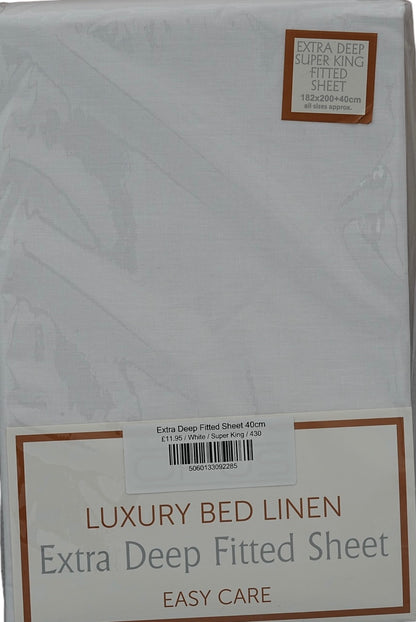 EXTRA DEEP
SUPER KING
FITTED
SHEET
182x200+40cm
all sizes approx.
Extra Deep Fitted Sheet 40cm
£11.95 / White / Super King / 430
5060133092285
LUXURY BED LINEN
Extra Deep Fitted Sheet
EASY CARE